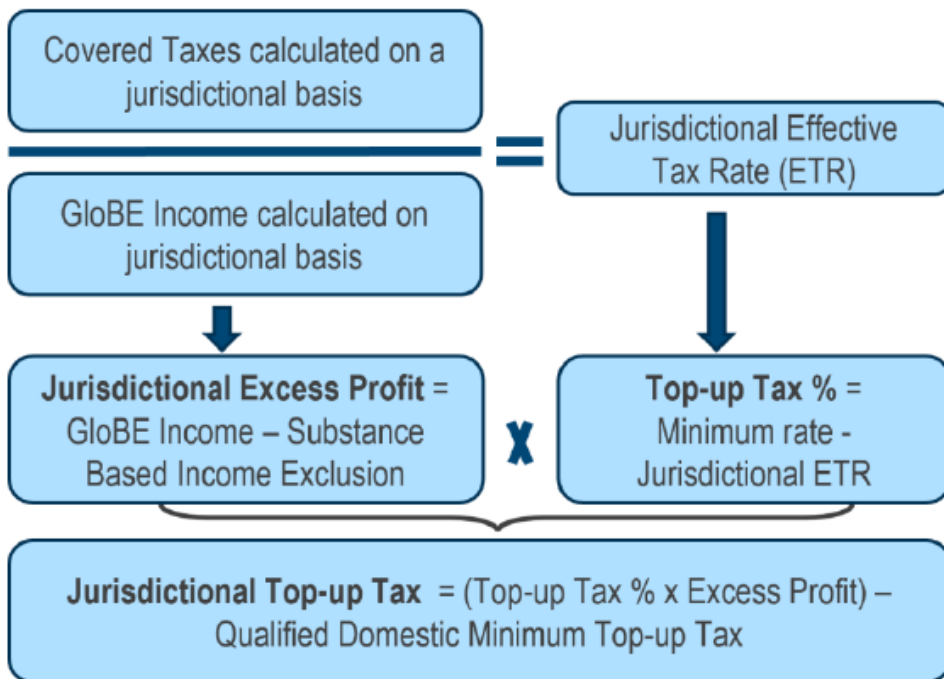 Covered Taxes calculated on a
jurisdictional basis
=
Jurisdictional Effective
Tax Rate (ETR)
GloBE Income calculated on
jurisdictional basis
Jurisdictional Excess Profit =
GloBE Income – Substance
Based Income Exclusion
x
Top-up Tax % =
Minimum rate -
Jurisdictional ETR
Jurisdictional Top-up Tax = (Top-up Tax % x Excess Profit) –
Qualified Domestic Minimum Top-up Tax